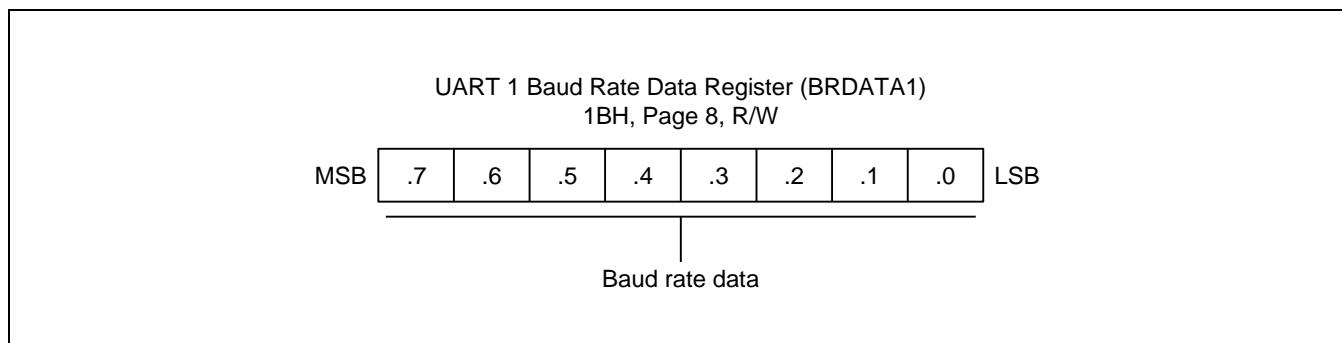 UART 1 Baud Rate Data Register (BRDATA1)
1BH, Page 8, R/W
MSB .7 .6 .5 .4 .3 .2 .1 .0 LSB
Baud rate data